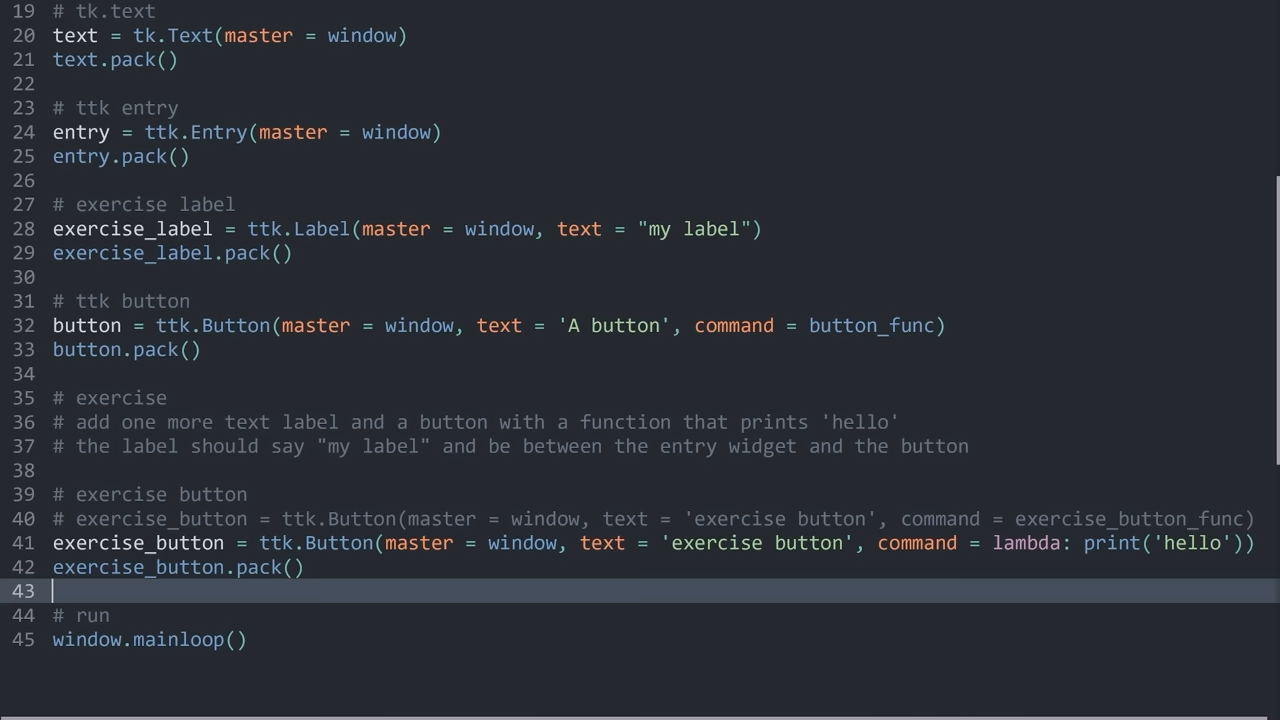 19 # tk.text
20 text = tk.Text(master = window)
21 text.pack()
22
23 # ttk entry
24 entry = ttk.Entry(master = window)
25 entry.pack()
26
27 # exercise label
28 exercise_label = ttk.Label(master = window, text = "my label")
29 exercise_label.pack()
30
31 # ttk button
32 button = ttk.Button(master = window, text = 'A button', command = button_func)
33 button.pack()
34
35 # exercise
36 # add one more text label and a button with a function that prints 'hello'
37 # the label should say "my label" and be between the entry widget and the button
38
39 # exercise button
40 # exercise_button = ttk.Button(master = window, text = 'exercise button', command = exercise_button_func)
41 exercise_button = ttk.Button(master = window, text = 'exercise button', command = lambda: print('hello'))
42 exercise_button.pack()
43
44 # run
45 window.mainloop()